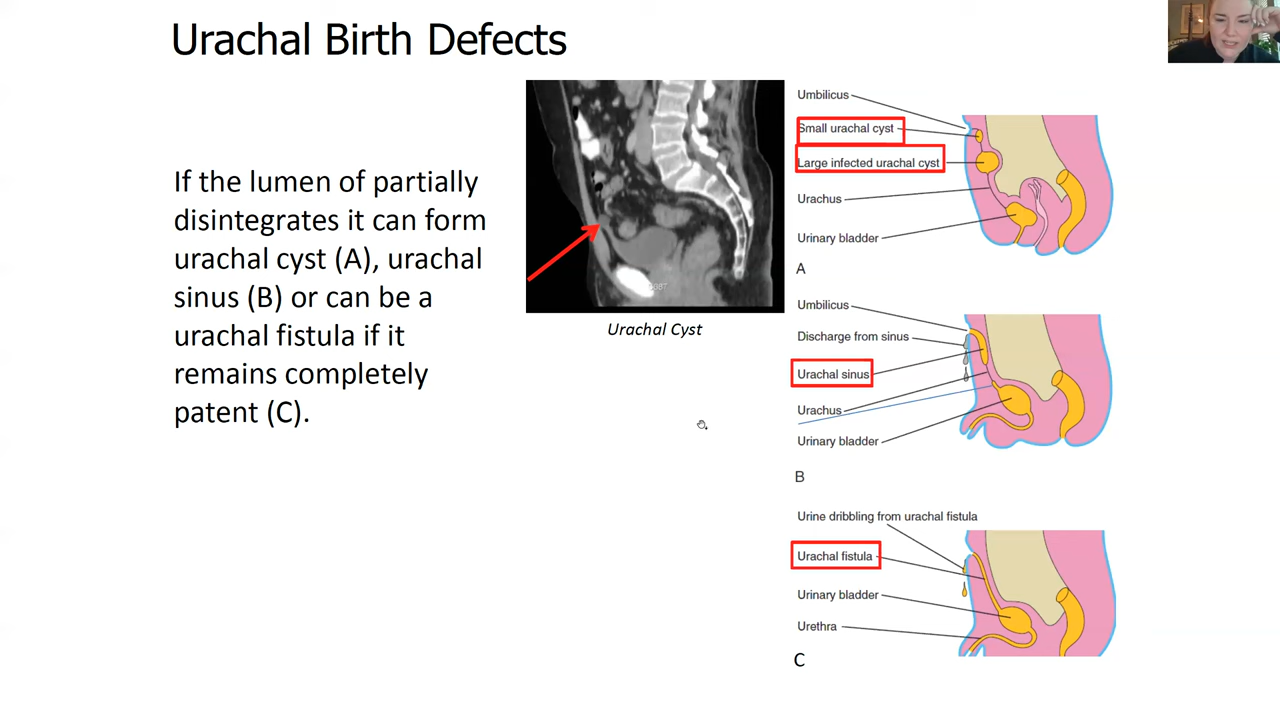 Urachal Birth Defects
If the lumen of partially
disintegrates it can form
urachal cyst (A), urachal
sinus (B) or can be a
urachal fistula if it
remains completely
patent (C).
Urachal Cyst
Umbilicus
Small urachal cyst
Large infected urachal cyst
Urachus
Urinary bladder
A
Umbilicus
Discharge from sinus
Urachal sinus
Urachus
Urinary bladder
B
Urine dribbling from urachal fistula
Urachal fistula
Urinary bladder
Urethra
C